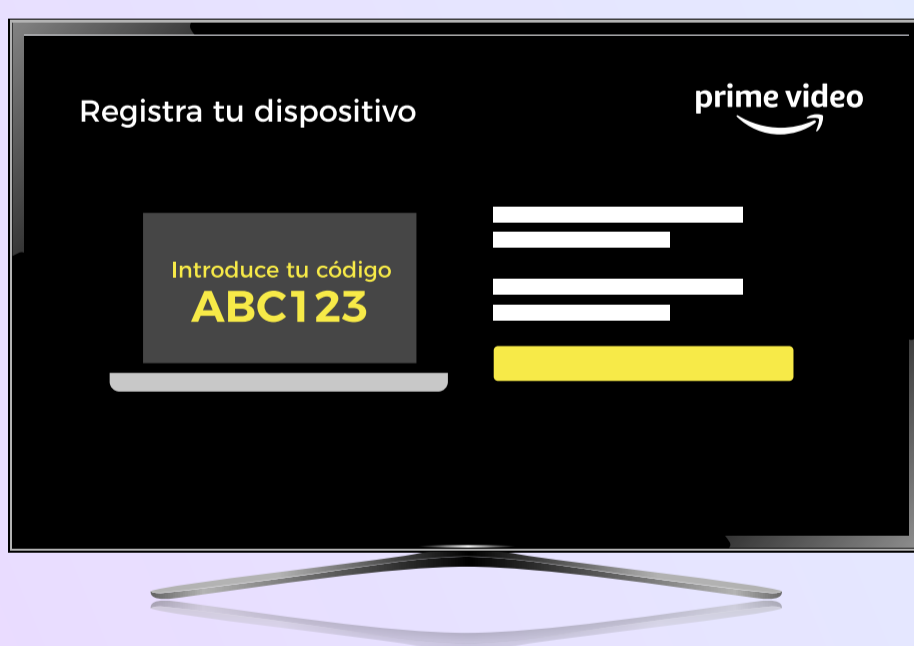 Registra tu dispositivo
prime video
Introduce tu código
ABC123